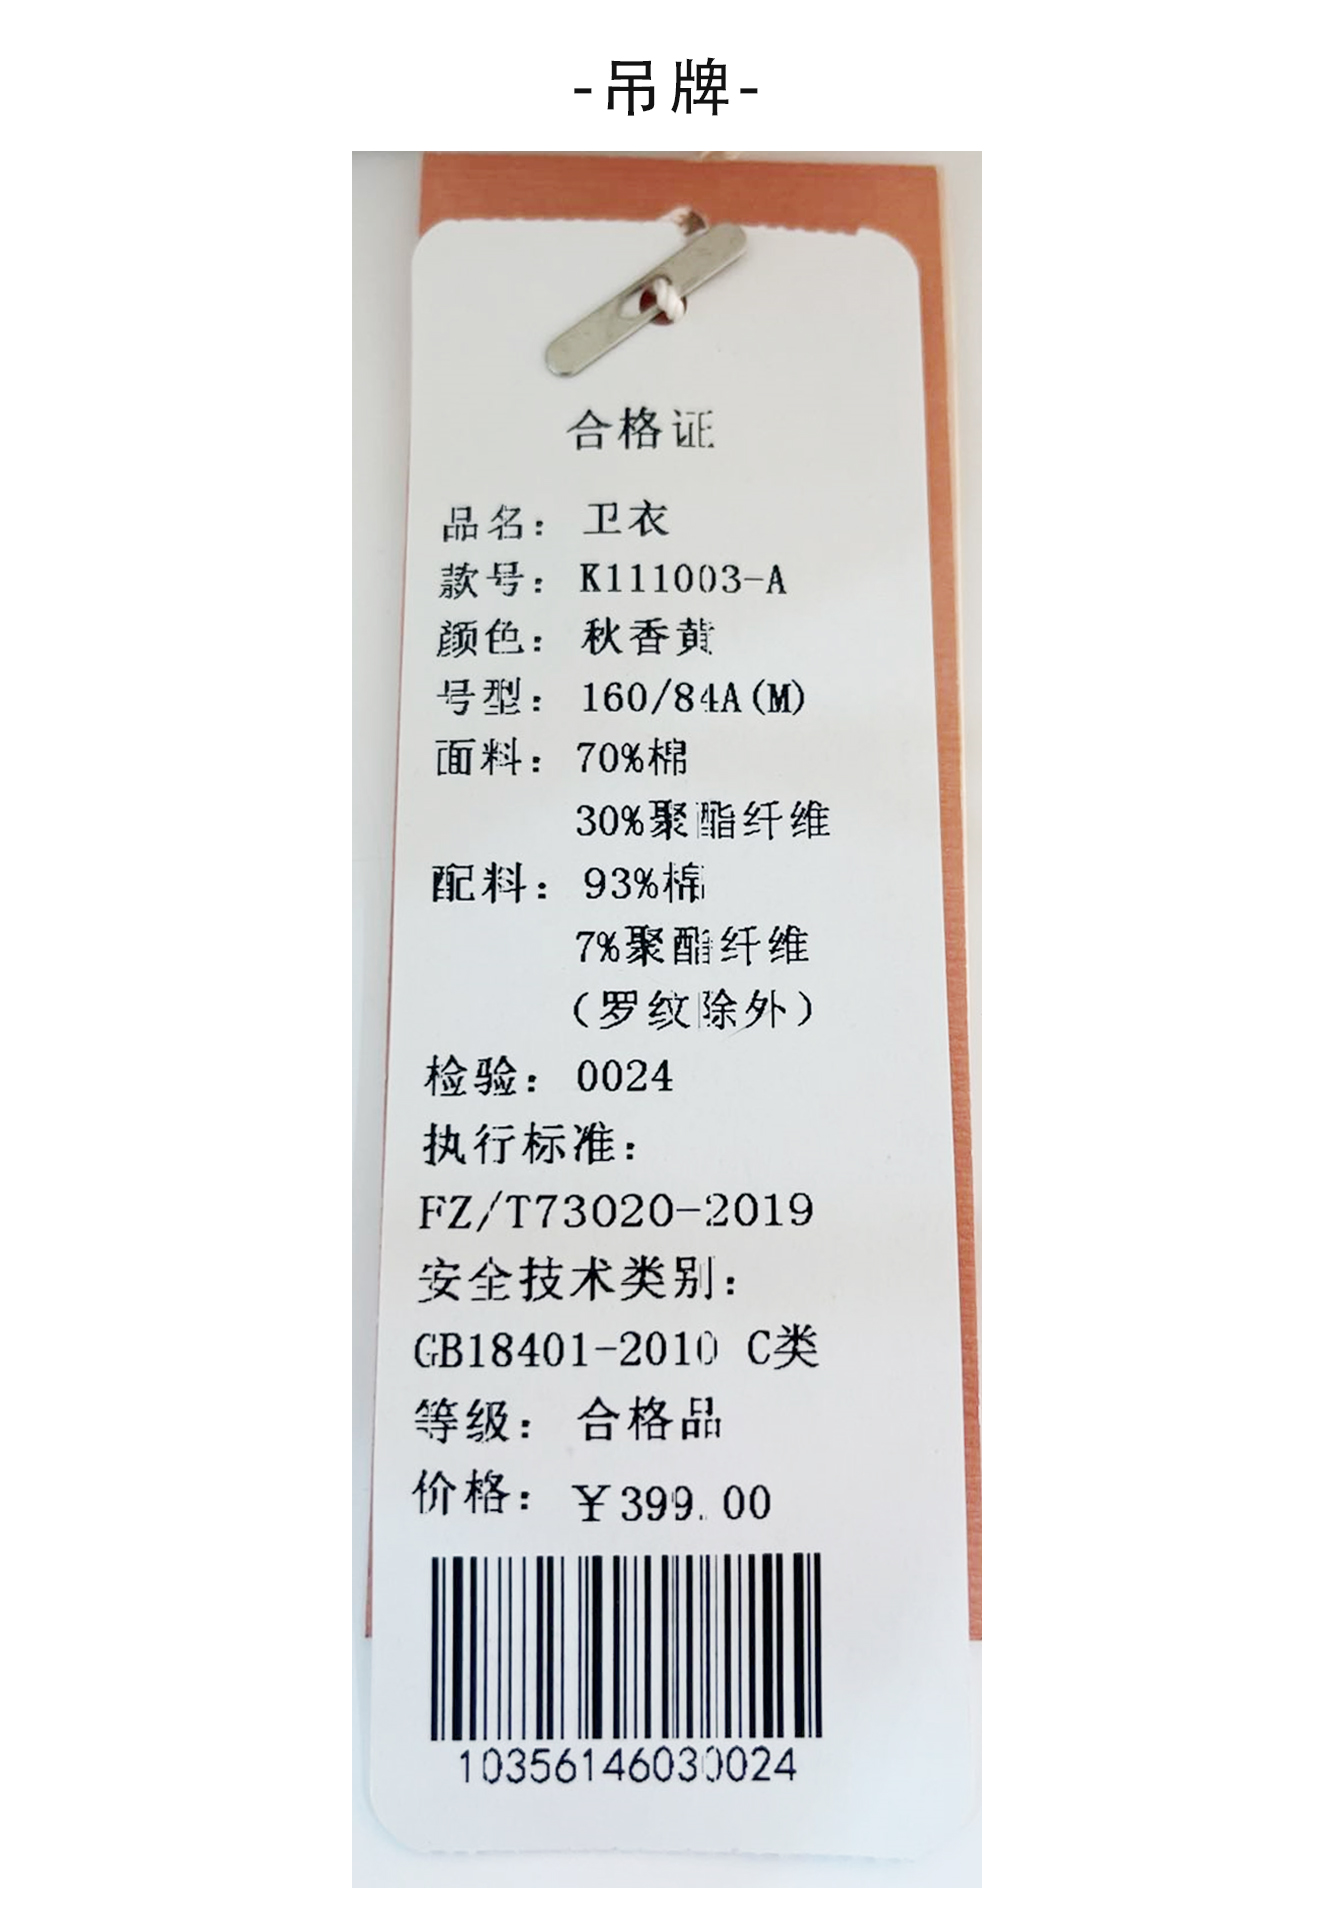 -吊牌-
合格证
品名： 卫衣
款号： K111003-A
颜色： 秋香黄
号型： 160/84A(M)
面料： 70%棉
30%聚酯纤维
配料： 93%棉
7%聚酯纤维
（罗纹除外）
检验： 0024
执行标准：
FZ/T73020-2019
安全技术类别：
GB18401-2010 C类
等级： 合格品
价格： ￥399.00
10356146030024